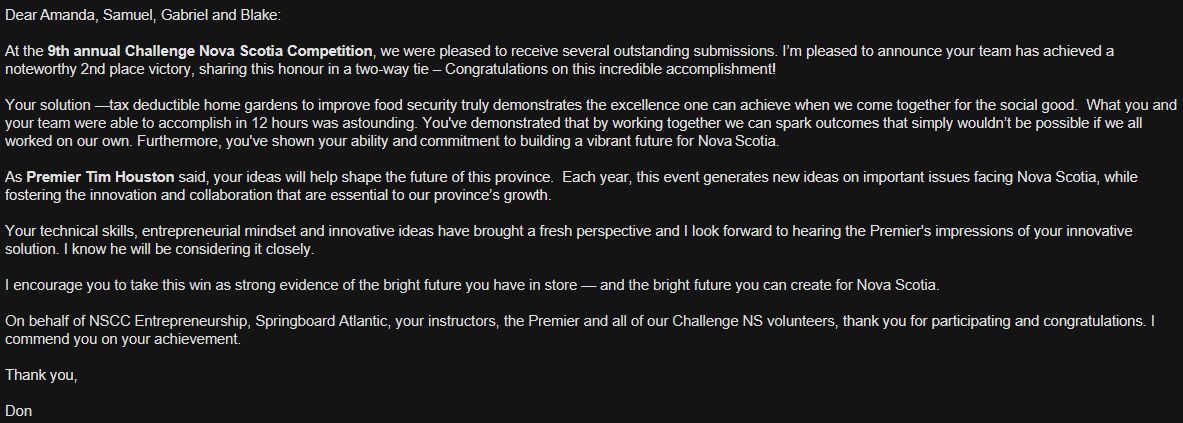 Dear Amanda, Samuel, Gabriel and Blake:
At the 9th annual Challenge Nova Scotia Competition, we were pleased to receive several outstanding submissions. I'm pleased to announce your team has achieved a
noteworthy 2nd place victory, sharing this honour in a two-way tie – Congratulations on this incredible accomplishment!
Your solution —tax deductible home gardens to improve food security truly demonstrates the excellence one can achieve when we come together for the social good.  What you and
your team were able to accomplish in 12 hours was astounding. You've demonstrated that by working together we can spark outcomes that simply wouldn't be possible if we all
worked on our own. Furthermore, you've shown your ability and commitment to building a vibrant future for Nova Scotia.
As Premier Tim Houston said, your ideas will help shape the future of this province.  Each year, this event generates new ideas on important issues facing Nova Scotia, while
fostering the innovation and collaboration that are essential to our province's growth.
Your technical skills, entrepreneurial mindset and innovative ideas have brought a fresh perspective and I look forward to hearing the Premier's impressions of your innovative
solution. I know he will be considering it closely.
I encourage you to take this win as strong evidence of the bright future you have in store — and the bright future you can create for Nova Scotia.
On behalf of NSCC Entrepreneurship, Springboard Atlantic, your instructors, the Premier and all of our Challenge NS volunteers, thank you for participating and congratulations. I
commend you on your achievement.
Thank you,
Don